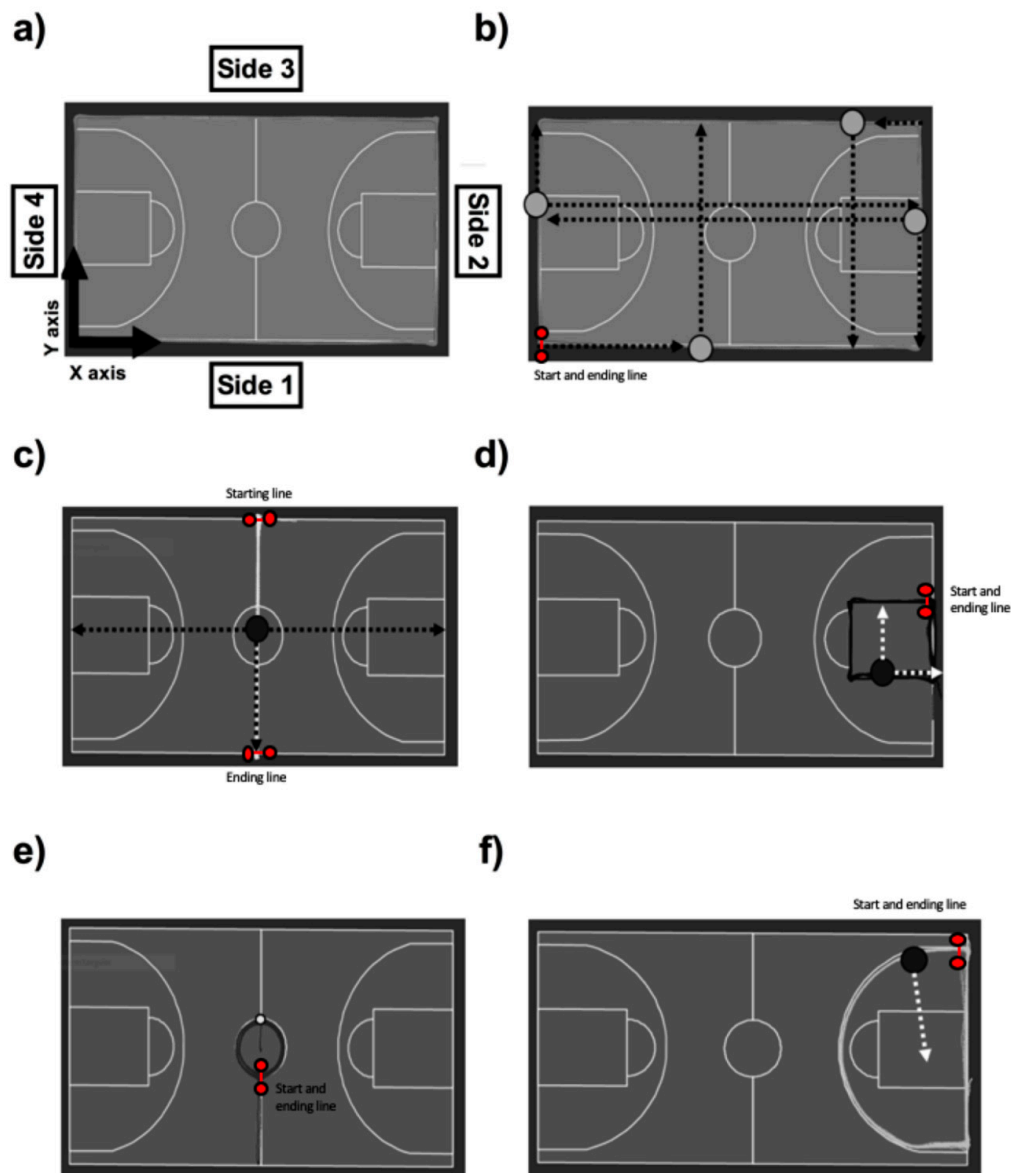 a)
b)
Side 3
Side 4
Side 2
Y axis
X axis
Side 1
Start and ending line
c)
d)
Starting line
Start and
ending line
Ending line
e)
f)
Start and ending line
Start and
ending line